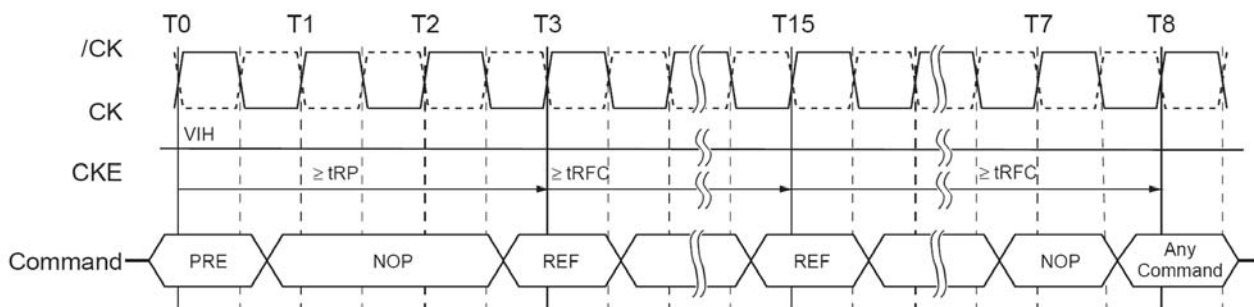 T0 T1 T2 T3 T15 T7 T8
/CK
CK
VIH
CKE
≥ tRP ≥ tRFC ≥ tRFC
Command PRE NOP REF REF NOP Any
Command